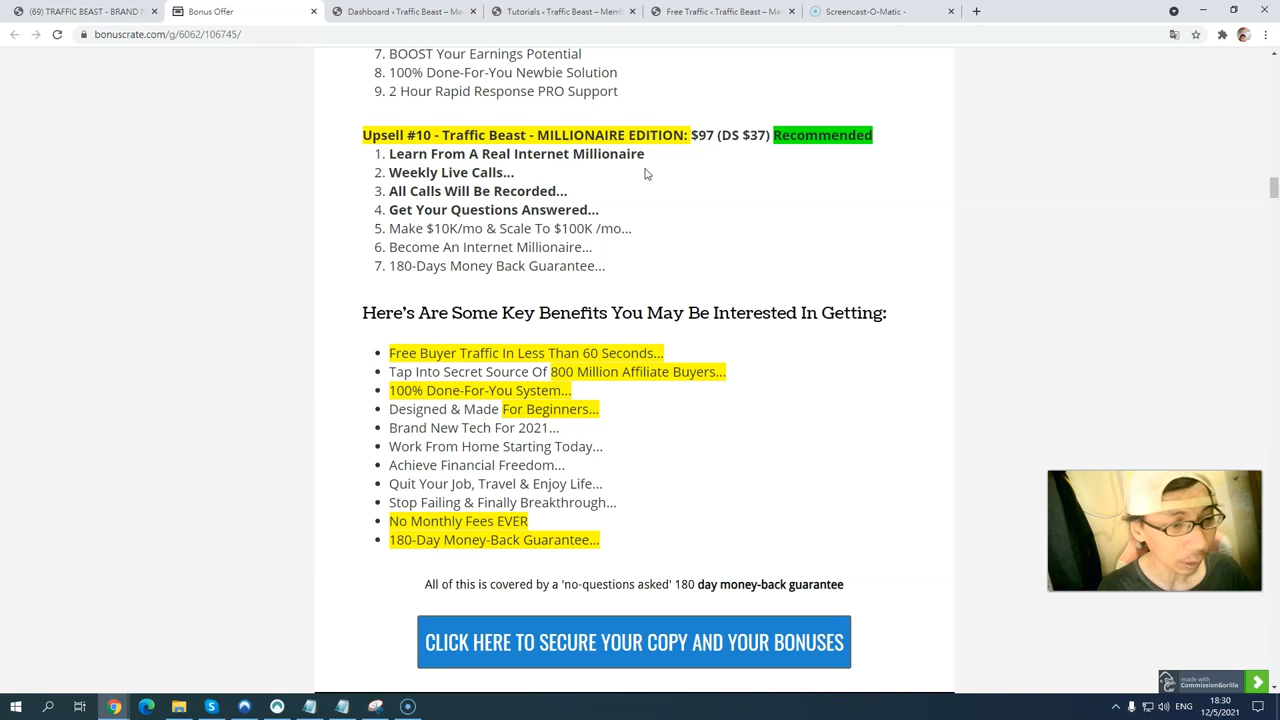 (69) TRAFFIC BEAST - BRAND N
Bonus Offer
Dashboard ‹ Traffic Beast — Me
Tutorials ‹ Traffic Beast — Memb
Free Traffic ‹ Traffic Beast — Mem
Screencast-O-Matic -
bonuscrate.com/g/6062/106745/
7. BOOST Your Earnings Potential
8. 100% Done-For-You Newbie Solution
9. 2 Hour Rapid Response PRO Support
Upsell #10 - Traffic Beast - MILLIONAIRE EDITION: $97 (DS $37) Recommended
1. Learn From A Real Internet Millionaire
2. Weekly Live Calls...
3. All Calls Will Be Recorded...
4. Get Your Questions Answered...
5. Make $10K/mo & Scale To $100K /mo...
6. Become An Internet Millionaire...
7. 180-Days Money Back Guarantee...
Here's Are Some Key Benefits You May Be Interested In Getting:
Free Buyer Traffic In Less Than 60 Seconds...
Tap Into Secret Source Of 800 Million Affiliate Buyers...
100% Done-For-You System...
Designed & Made For Beginners...
Brand New Tech For 2021...
Work From Home Starting Today...
Achieve Financial Freedom...
Quit Your Job, Travel & Enjoy Life...
Stop Failing & Finally Breakthrough...
No Monthly Fees EVER
180-Day Money-Back Guarantee...
All of this is covered by a 'no-questions asked' 180 day money-back guarantee
CLICK HERE TO SECURE YOUR COPY AND YOUR BONUSES
made with
CommissionGorilla
ENG
18:30
12/5/2021